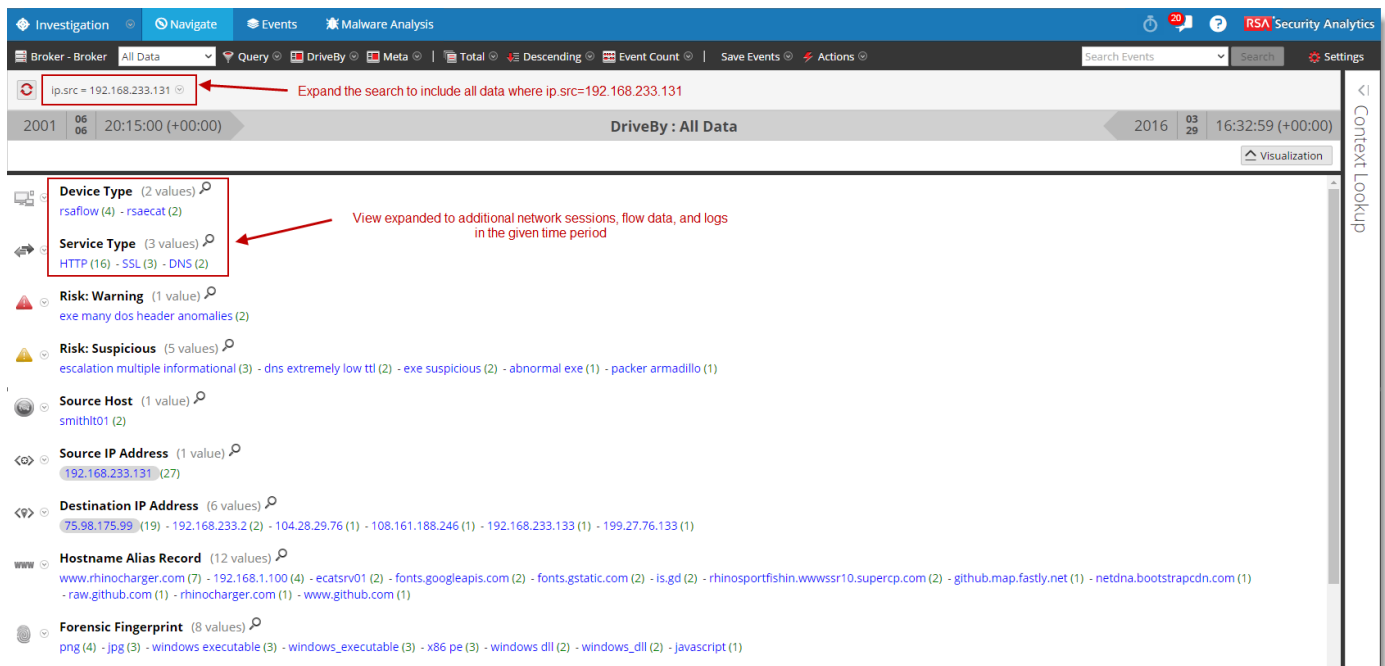 Investigation Navigate Events Malware Analysis 20 ? RSA Security Analytics
Broker - Broker All Data Query DriveBy Meta | Total Descending Event Count | Save Events Actions Search Events Search Settings
ip.src = 192.168.233.131 Expand the search to include all data where ip.src=192.168.233.131
2001 06 06 20:15:00 (+00:00) DriveBy : All Data 2016 03 29 16:32:59 (+00:00)
Visualization
Context Lookup
Device Type (2 values)
rsaflow (4) - rsaecat (2)
View expanded to additional network sessions, flow data, and logs
in the given time period
Service Type (3 values)
HTTP (16) - SSL (3) - DNS (2)
Risk: Warning (1 value)
exe many dos header anomalies (2)
Risk: Suspicious (5 values)
escalation multiple informational (3) - dns extremely low ttl (2) - exe suspicious (2) - abnormal exe (1) - packer armadillo (1)
Source Host (1 value)
smithlt01 (2)
Source IP Address (1 value)
192.168.233.131 (27)
Destination IP Address (6 values)
75.98.175.99 (19) - 192.168.233.2 (2) - 104.28.29.76 (1) - 108.161.188.246 (1) - 192.168.233.133 (1) - 199.27.76.133 (1)
www Hostname Alias Record (12 values)
www.rhinocharger.com (7) - 192.168.1.100 (4) - ecatsrv01 (2) - fonts.googleapis.com (2) - fonts.gstatic.com (2) - is.gd (2) - rhinosportfishin.wwwssr10.supercp.com (2) - github.map.fastly.net (1) - netdna.bootstrapcdn.com (1)
- raw.github.com (1) - rhinocharger.com (1) - www.github.com (1)
Forensic Fingerprint (8 values)
png (4) - jpg (3) - windows executable (3) - windows_executable (3) - x86 pe (3) - windows dll (2) - windows_dll (2) - javascript (1)